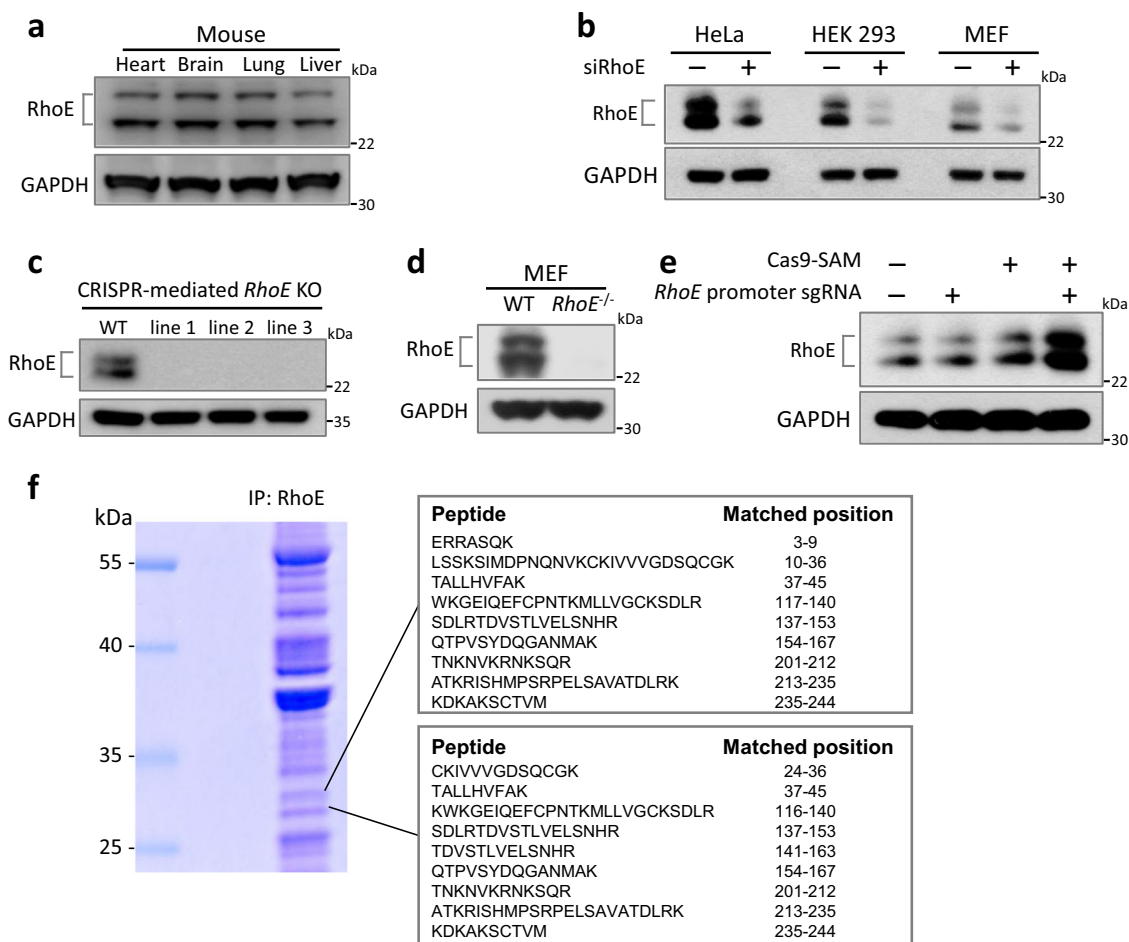 a
Mouse
Heart Brain Lung Liver
kDa
RhoE
22
GAPDH
30
b
HeLa HEK 293 MEF
siRhoE − + − + − +
kDa
RhoE
22
GAPDH
30
c
CRISPR-mediated RhoE KO
WT line 1 line 2 line 3
kDa
RhoE
22
GAPDH
35
d
MEF
WT RhoE-/-
kDa
RhoE
22
GAPDH
30
e
Cas9-SAM − + +
RhoE promoter sgRNA − + +
kDa
RhoE
22
GAPDH
30
f
IP: RhoE
kDa
55 -
40 -
35 -
25 -
Peptide Matched position
ERRASQK 3-9
LSSKSIMDPNQNVKCKIVVVGDSQCGK 10-36
TALLHVFAK 37-45
WKGEIQEFCPNTKMLLVGCKSDLR 117-140
SDLRTDVSTLVELSNHR 137-153
QTPVSYDQGANMAK 154-167
TNKNVKRNKSQR 201-212
ATKRISHMPSRPELSAVATDLRK 213-235
KDKAKSCTVM 235-244
Peptide Matched position
CKIVVVGDSQCGK 24-36
TALLHVFAK 37-45
KWKGEIQEFCPNTKMLLVGCKSDLR 116-140
SDLRTDVSTLVELSNHR 137-153
TDVSTLVELSNHR 141-163
QTPVSYDQGANMAK 154-167
TNKNVKRNKSQR 201-212
ATKRISHMPSRPELSAVATDLRK 213-235
KDKAKSCTVM 235-244